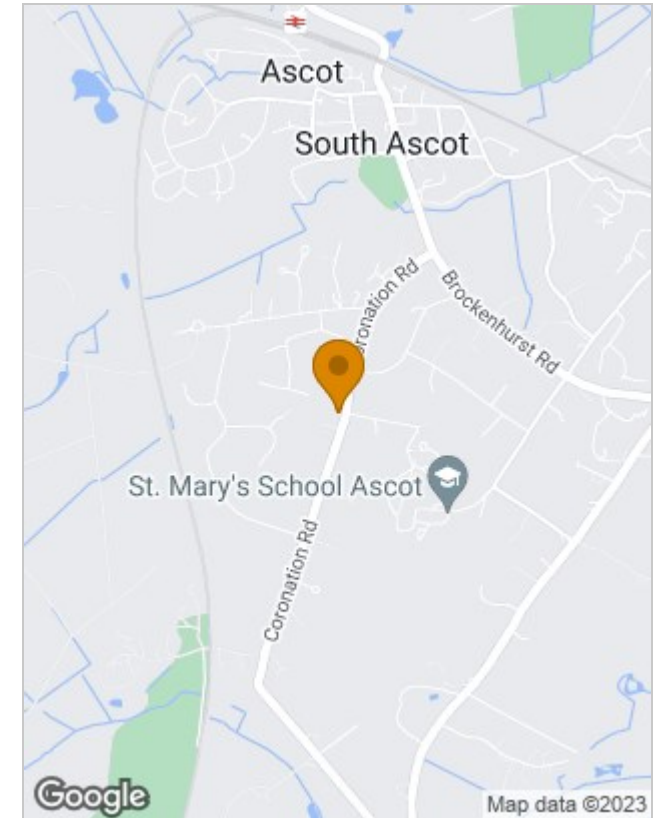 Ascot
South Ascot
Coronation Rd
Brockenhurst Rd
St. Mary's School Ascot
Coronation Rd
Google
Map data ©2023